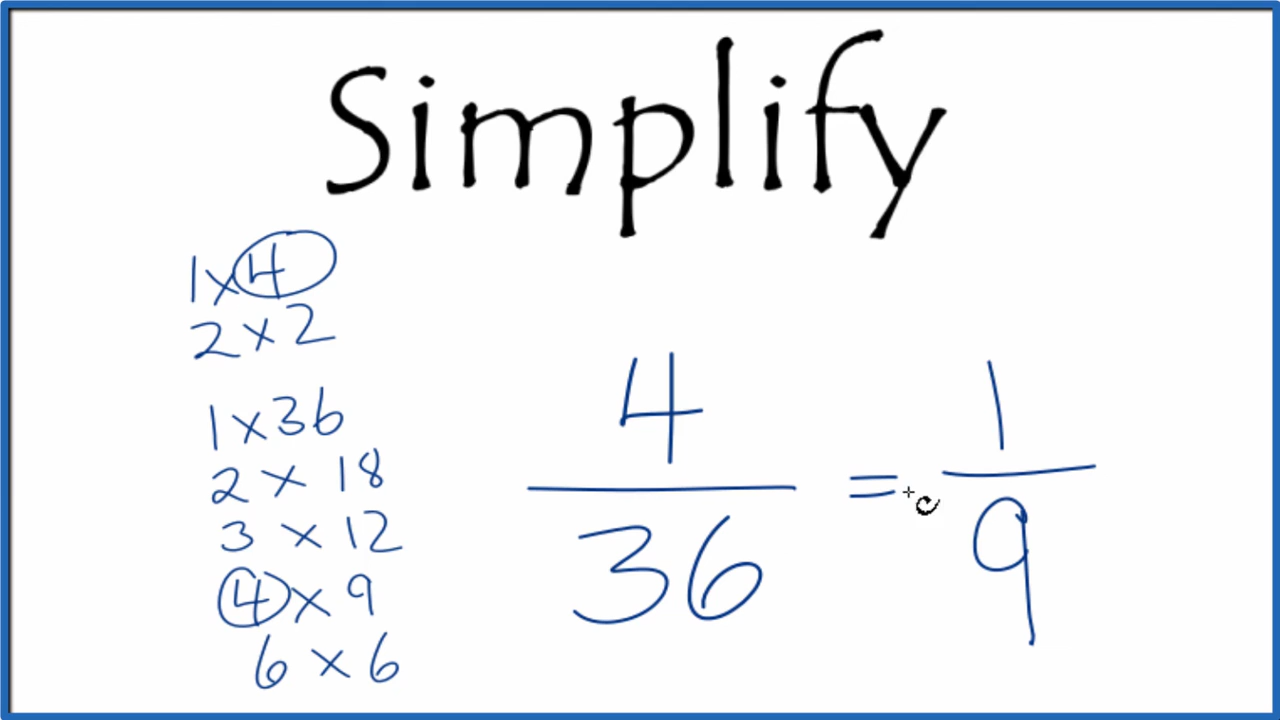 Simplify
1x4
2x2
1x36
2x18
3x12
4x9
6x6
4/36 = 1/9